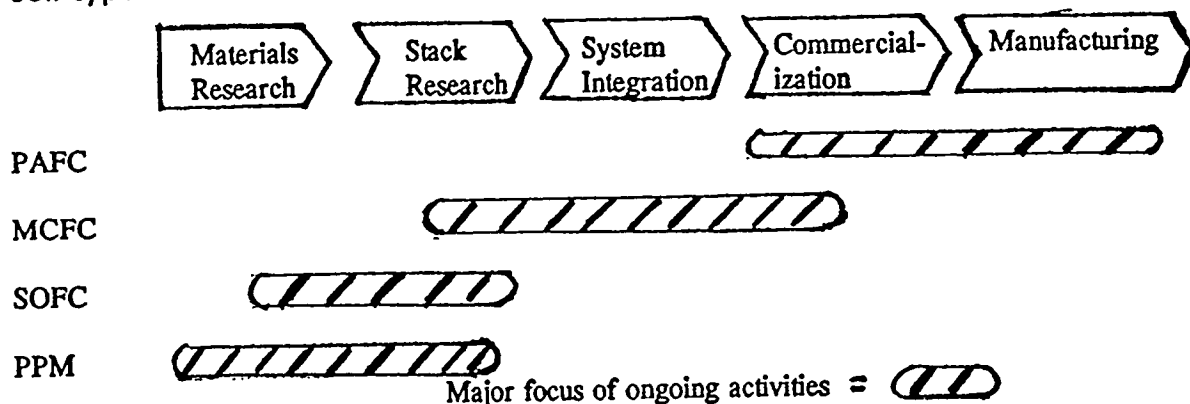 Materials
Research
Stack
Research
System
Integration
Commercial-
ization
Manufacturing
PAFC
MCFC
SOFC
PPM
Major focus of ongoing activities =